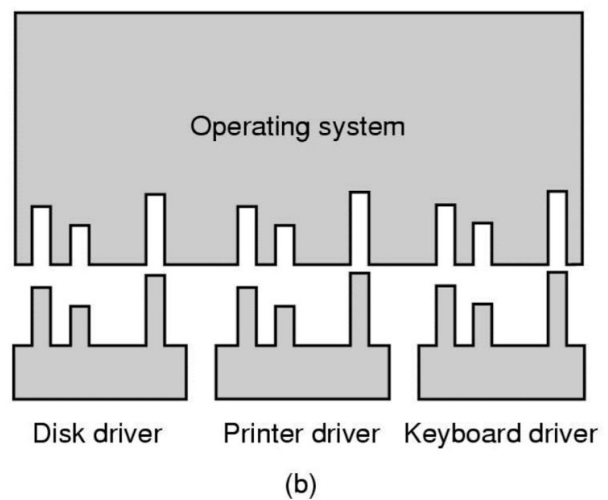 Operating system
Disk driver
Printer driver
Keyboard driver
(b)